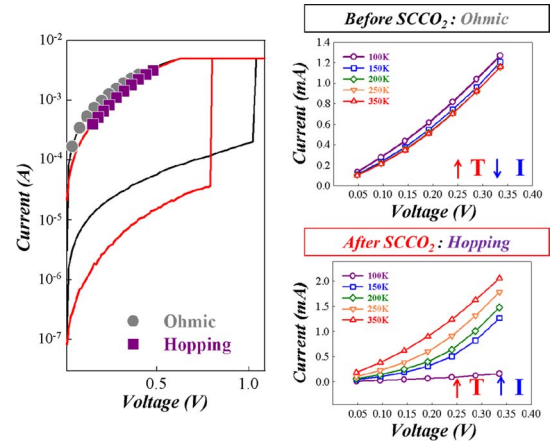 10⁻²
10⁻³
10⁻⁴
10⁻⁵
10⁻⁶
10⁻⁷
Current (A)
Ohmic
Hopping
0.5
1.0
Voltage (V)
Before SCCO₂ : Ohmic
1.4
1.2
1.0
0.8
0.6
0.4
0.2
0.0
Current (mA)
100K
150K
200K
250K
350K
↑ T ↓ I
0.05 0.10 0.15 0.20 0.25 0.30 0.35 0.40
Voltage (V)
After SCCO₂ : Hopping
2.0
1.5
1.0
0.5
0.0
Current (mA)
100K
150K
200K
250K
350K
↑ T ↑ I
0.05 0.10 0.15 0.20 0.25 0.30 0.35 0.40
Voltage (V)